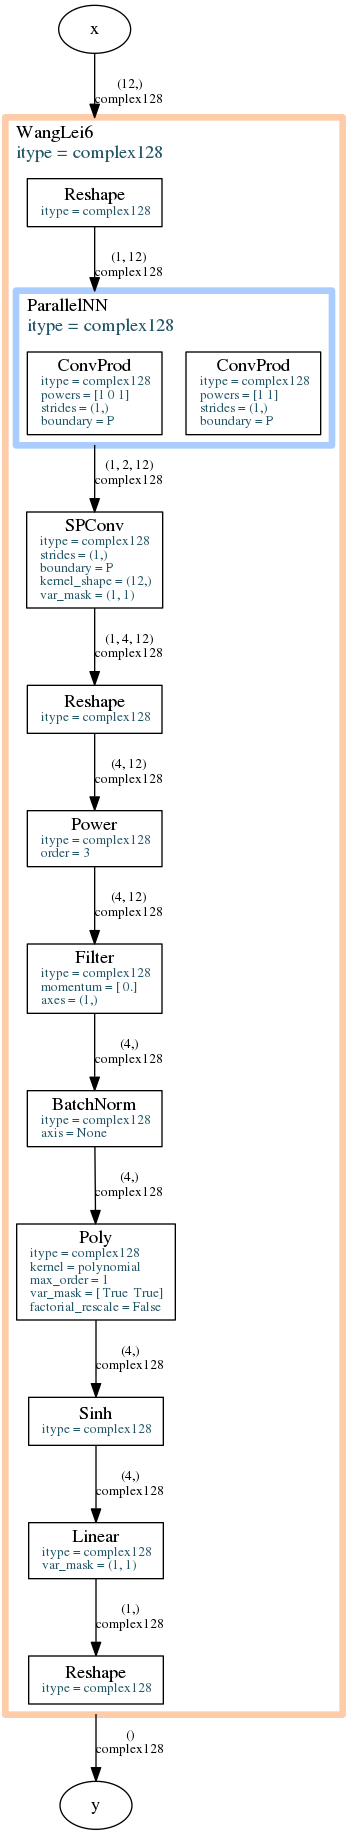 x
(12,)
complex128
WangLei6
itype = complex128
Reshape
itype = complex128
(1, 12)
complex128
ParallelNN
itype = complex128
ConvProd
itype = complex128
powers = [1 0 1]
strides = (1,)
boundary = P
ConvProd
itype = complex128
powers = [1 1]
strides = (1,)
boundary = P
(1, 2, 12)
complex128
SPConv
itype = complex128
strides = (1,)
boundary = P
kernel_shape = (12,)
var_mask = (1, 1)
(1, 4, 12)
complex128
Reshape
itype = complex128
(4, 12)
complex128
Power
itype = complex128
order = 3
(4, 12)
complex128
Filter
itype = complex128
momentum = [ 0.]
axes = (1,)
(4,)
complex128
BatchNorm
itype = complex128
axis = None
(4,)
complex128
Poly
itype = complex128
kernel = polynomial
max_order = 1
var_mask = [ True  True]
factorial_rescale = False
(4,)
complex128
Sinh
itype = complex128
(4,)
complex128
Linear
itype = complex128
var_mask = (1, 1)
(1,)
complex128
Reshape
itype = complex128
()
complex128
y